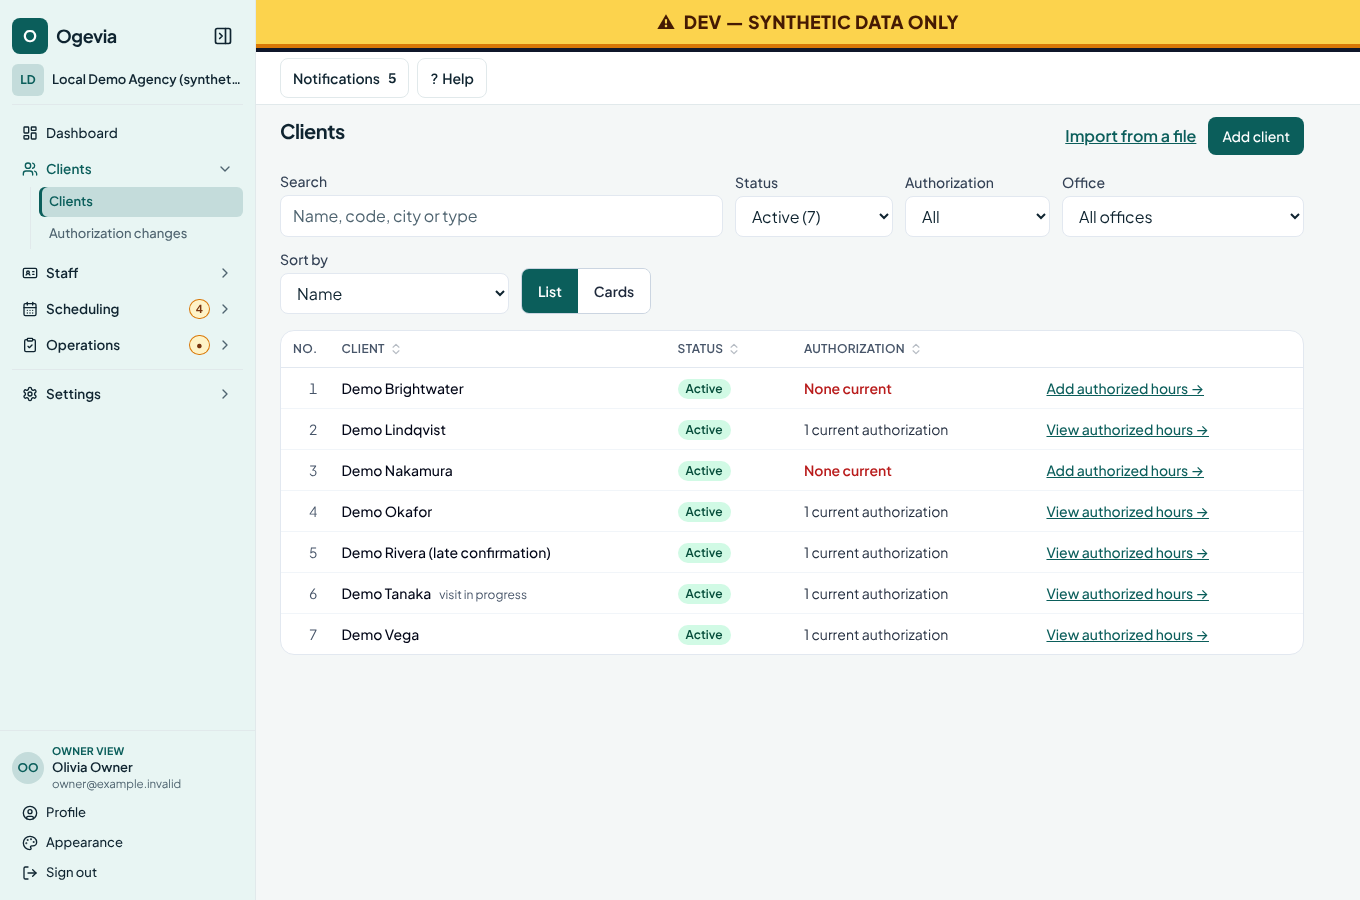 ⚠ DEV — SYNTHETIC DATA ONLY
O Ogevia
LD Local Demo Agency (synthet…
Dashboard
Clients
Clients
Authorization changes
Staff
Scheduling 4
Operations •
Settings
OWNER VIEW
OO Olivia Owner
owner@example.invalid
Profile
Appearance
Sign out
Notifications 5
? Help
Clients
Import from a file
Add client
Search
Name, code, city or type
Status
Active (7)
Authorization
All
Office
All offices
Sort by
Name
List
Cards
NO. CLIENT STATUS AUTHORIZATION
1 Demo Brightwater Active None current Add authorized hours →
2 Demo Lindqvist Active 1 current authorization View authorized hours →
3 Demo Nakamura Active None current Add authorized hours →
4 Demo Okafor Active 1 current authorization View authorized hours →
5 Demo Rivera (late confirmation) Active 1 current authorization View authorized hours →
6 Demo Tanaka visit in progress Active 1 current authorization View authorized hours →
7 Demo Vega Active 1 current authorization View authorized hours →